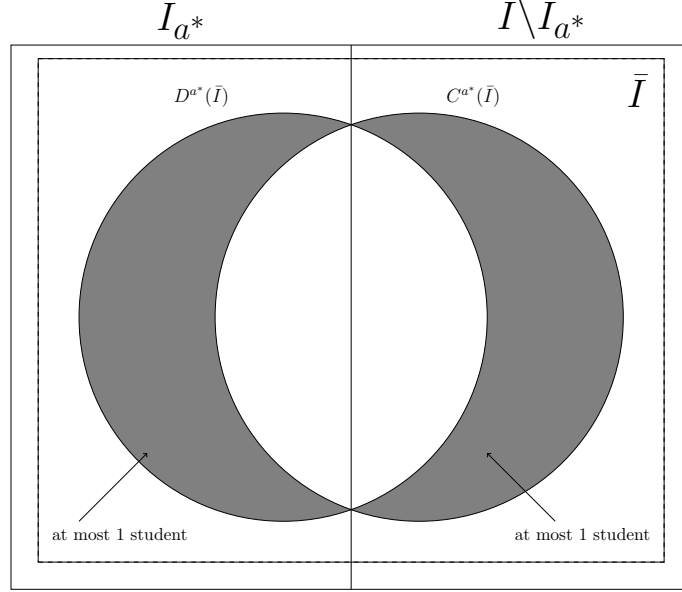 I_{a*} I\I_{a*}
D^{a*}(Ī) C^{a*}(Ī) Ī
at most 1 student at most 1 student